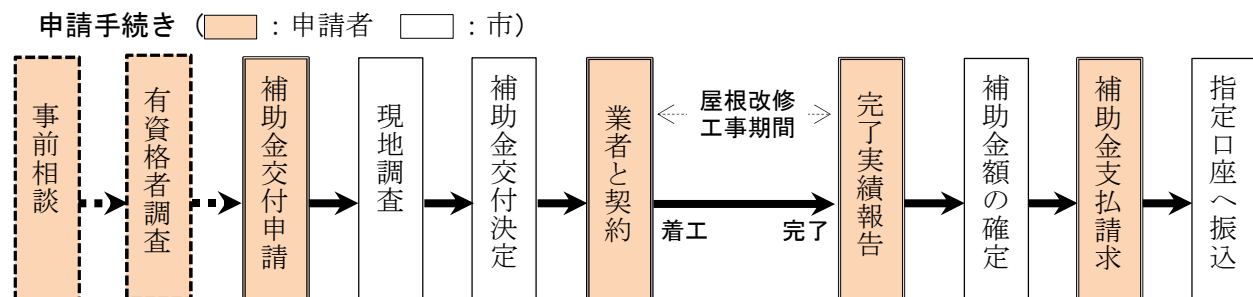 申請手続き（　：申請者　　：市）
事前相談
有資格者調査
補助金交付申請
現地調査
補助金交付決定
業者と契約
屋根改修
工事期間
着工
完了
完了実績報告
補助金額の確定
補助金支払請求
指定口座へ振込